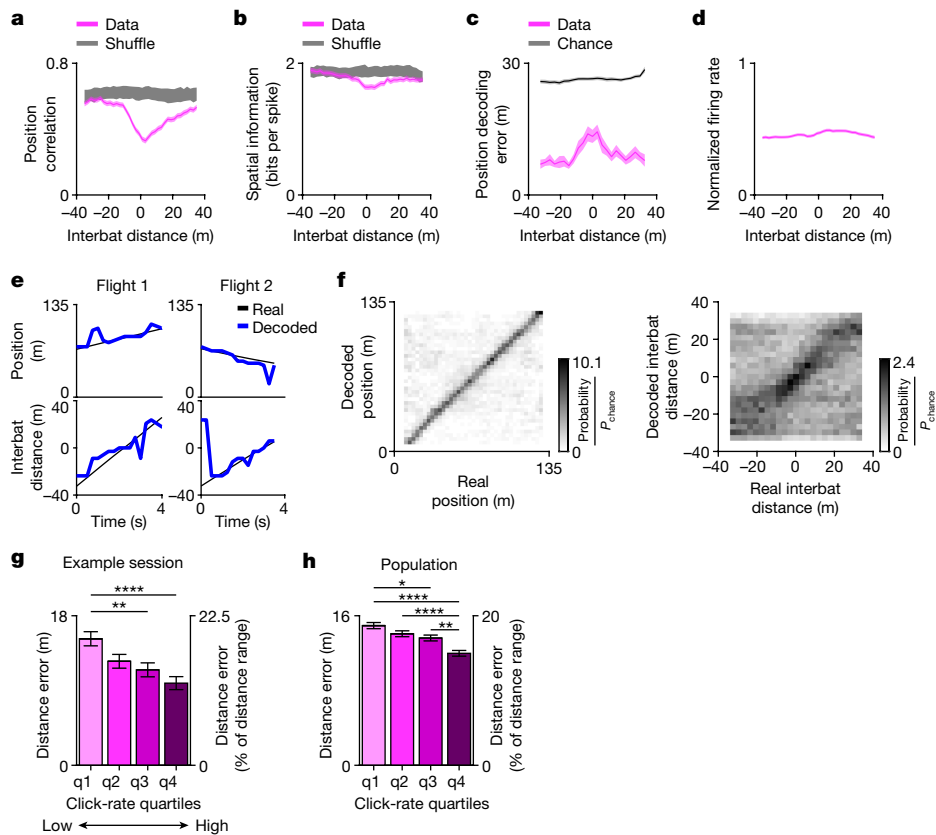 a
Data
Shuffle
0.8
0
Position
correlation
−40 −20 0 20 40
Interbat distance (m)
b
Data
Shuffle
2
0
Spatial information
(bits per spike)
−40 −20 0 20 40
Interbat distance (m)
c
Data
Chance
30
0
Position decoding
error (m)
−40 −20 0 20 40
Interbat distance (m)
d
1
0
Normalized firing rate
−40 −20 0 20 40
Interbat distance (m)
e
Flight 1
Flight 2
Real
Decoded
135
0
135
0
Position
(m)
40
0
−40
40
0
−40
Interbat
distance (m)
0 4
Time (s)
0 4
Time (s)
f
135
0
Decoded
position (m)
0 135
Real
position (m)
10.1
0
Probability
Pchance
40
20
0
−20
−40
Decoded interbat
distance (m)
−40 −20 0 20 40
Real interbat
distance (m)
2.4
0
Probability
Pchance
g
Example session
****
**
18
0
Distance error (m)
22.5
0
Distance error
(% of distance range)
q1 q2 q3 q4
Click-rate quartiles
Low High
h
Population
*
****
****
**
16
0
Distance error (m)
20
0
Distance error
(% of distance range)
q1 q2 q3 q4
Click-rate quartiles